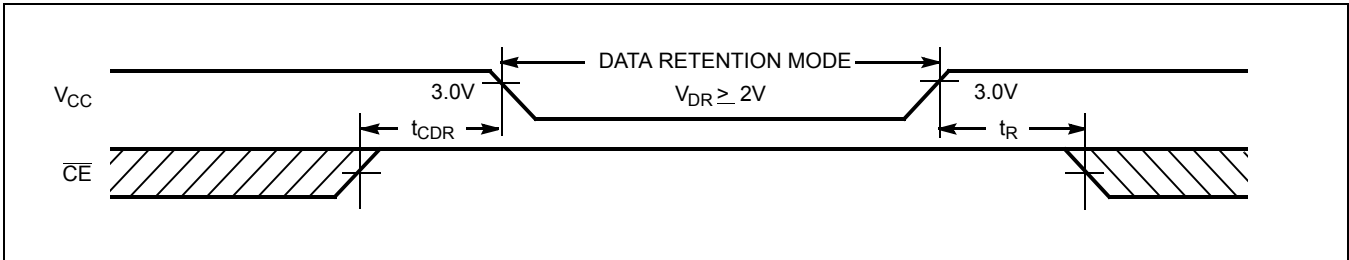 DATA RETENTION MODE
VCC
3.0V
VDR ≥ 2V
3.0V
tCDR
tR
CE